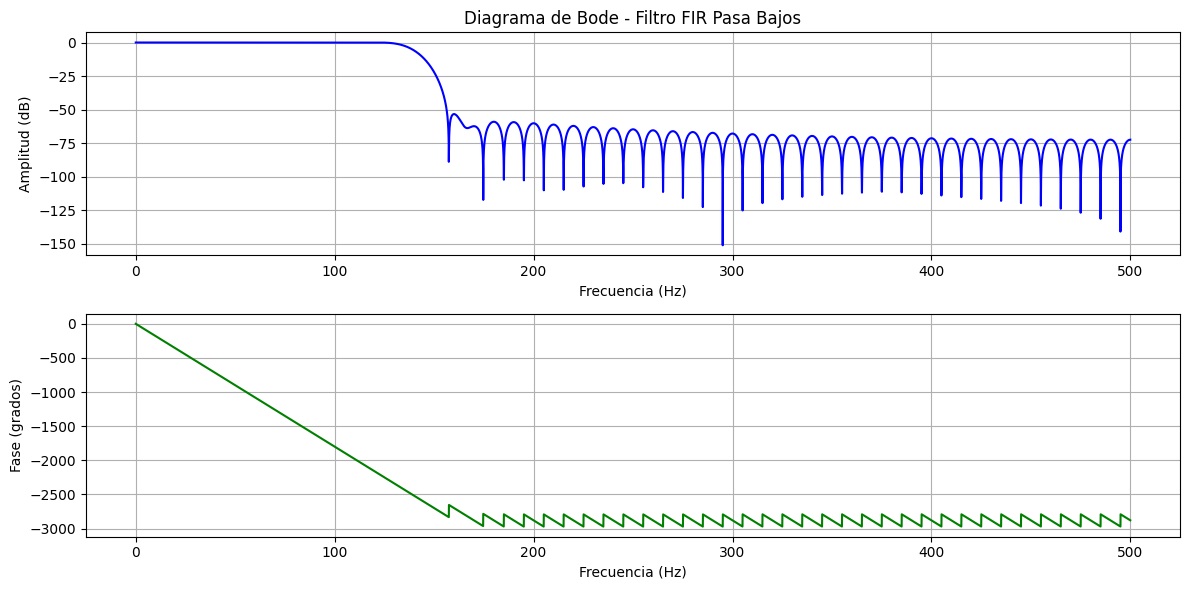 Diagrama de Bode - Filtro FIR Pasa Bajos
Amplitud (dB)
0
−25
−50
−75
−100
−125
−150
0 100 200 300 400 500
Frecuencia (Hz)
Fase (grados)
0
−500
−1000
−1500
−2000
−2500
−3000
0 100 200 300 400 500
Frecuencia (Hz)